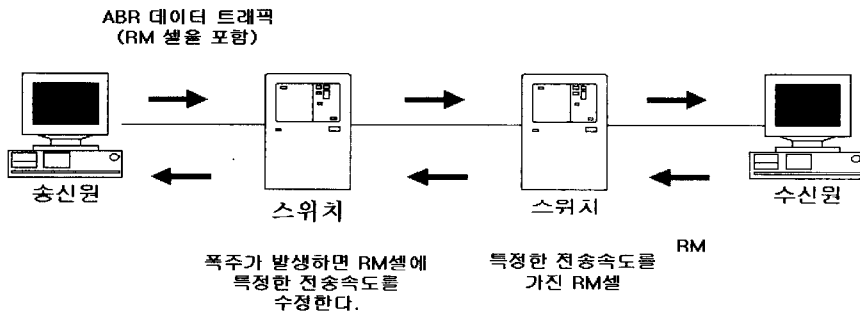 ABR 데이터 트래픽
(RM 셀을 포함)
송신원
스위치
스위치
수신원
폭주가 발생하면 RM셀에
특정한 전송속도를
수정한다.
특정한 전송속도를
가진 RM셀
RM